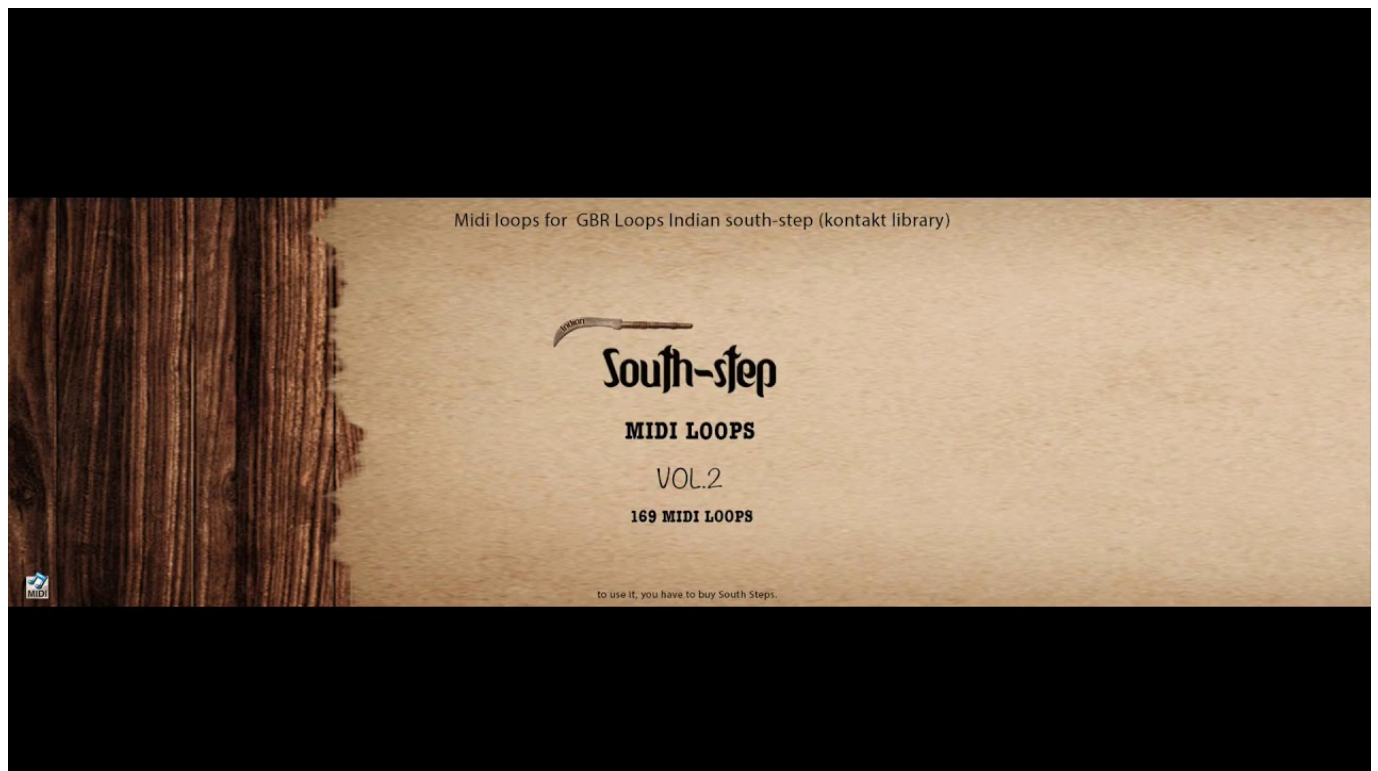 Midi loops for GBR Loops Indian south-step (kontakt library)
Indian
South-step
MIDI LOOPS
VOL.2
169 MIDI LOOPS
MIDI
to use it, you have to buy South Steps.